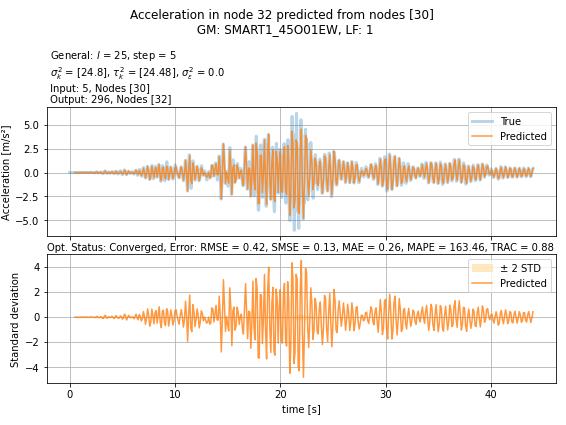 Acceleration in node 32 predicted from nodes [30]
GM: SMART1_45O01EW, LF: 1
General: l = 25, step = 5
σ²ₖ = [24.8], τ²ₖ = [24.48], σ²ε = 0.0
Input: 5, Nodes [30]
Output: 296, Nodes [32]
True
Predicted
Acceleration [m/s²]
5.0
2.5
0.0
−2.5
−5.0
Opt. Status: Converged, Error: RMSE = 0.42, SMSE = 0.13, MAE = 0.26, MAPE = 163.46, TRAC = 0.88
± 2 STD
Predicted
Standard deviation
4
2
0
−2
−4
0 10 20 30 40
time [s]